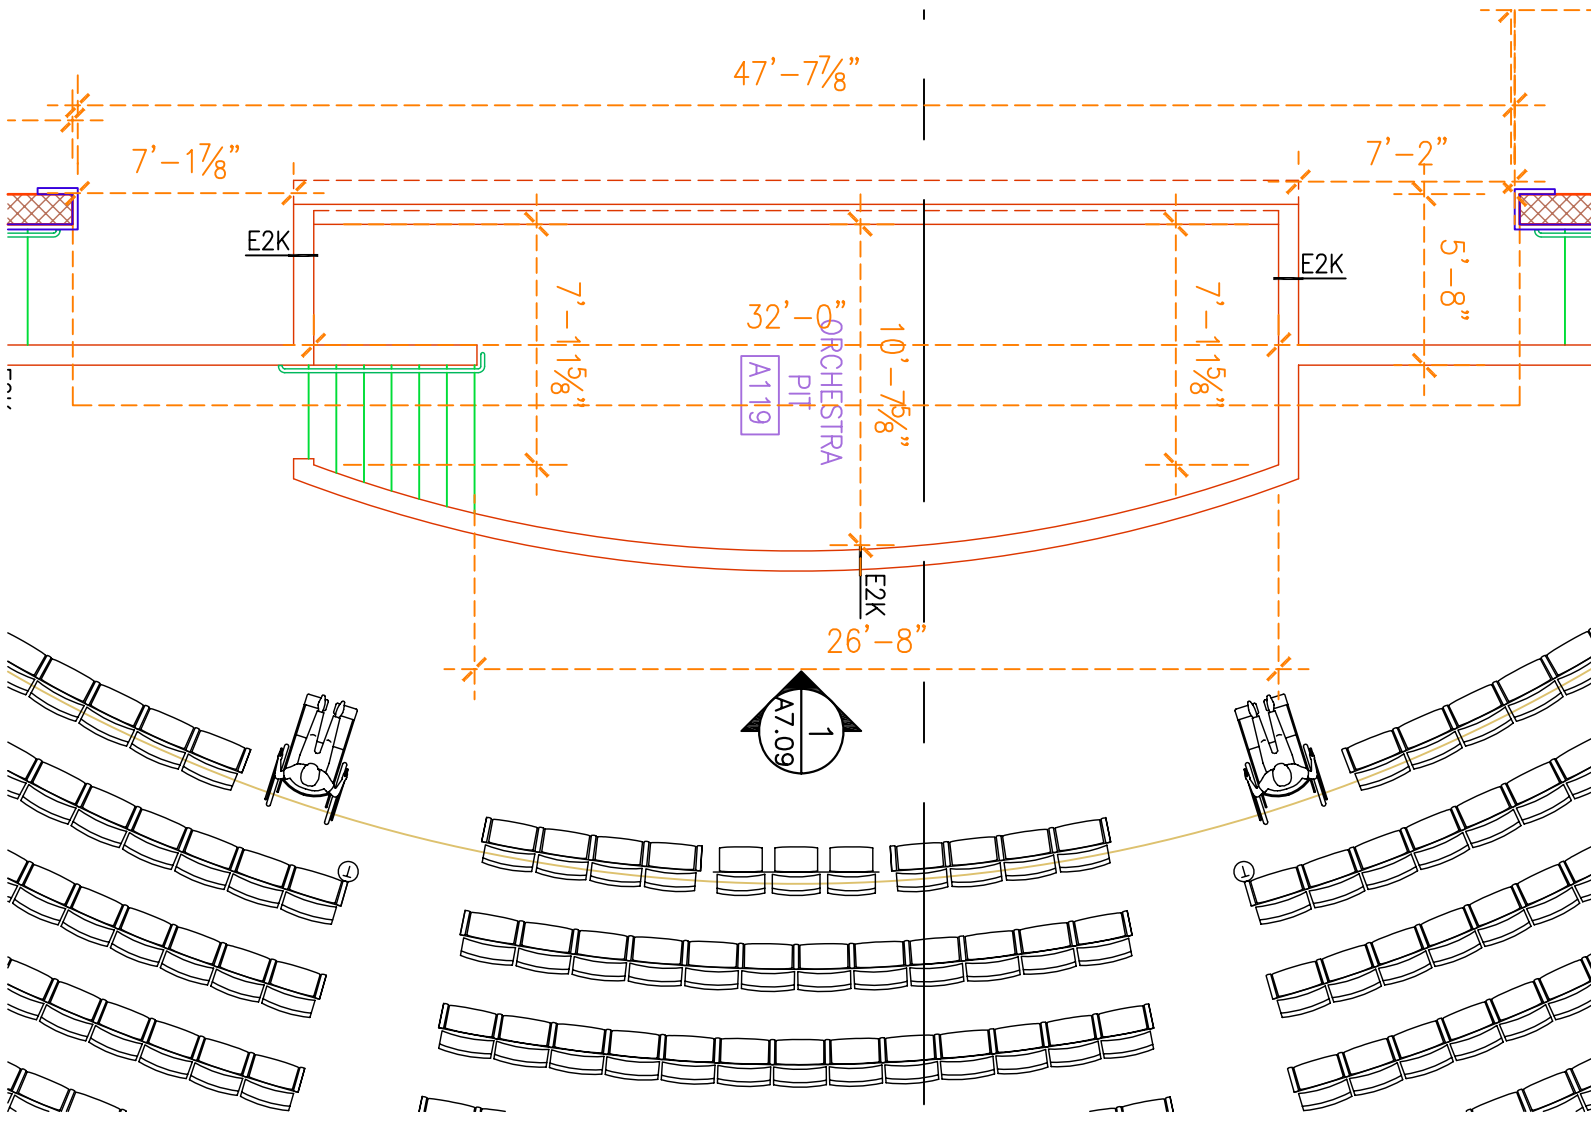 47'-7⅞"
7'-1⅞"
7'-2"
E2K
E2K
5'-8"
7'-11⅝"
32'-0"
10'-7⅝"
7'-11⅝"
ORCHESTRA
PIT
A119
E2K
26'-8"
1
A7.09
T
T